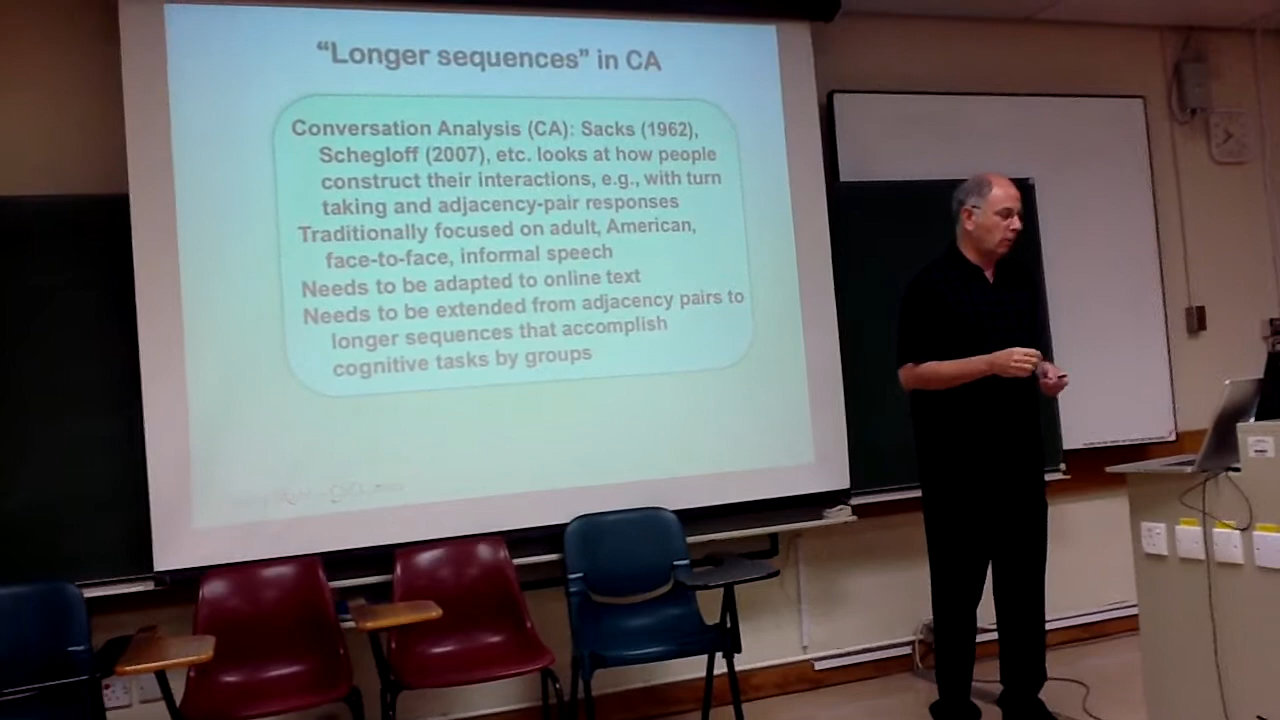 “Longer sequences” in CA
Conversation Analysis (CA): Sacks (1962),
Schegloff (2007), etc. looks at how people
construct their interactions, e.g., with turn
taking and adjacency-pair responses
Traditionally focused on adult, American,
face-to-face, informal speech
Needs to be adapted to online text
Needs to be extended from adjacency pairs to
longer sequences that accomplish
cognitive tasks by groups